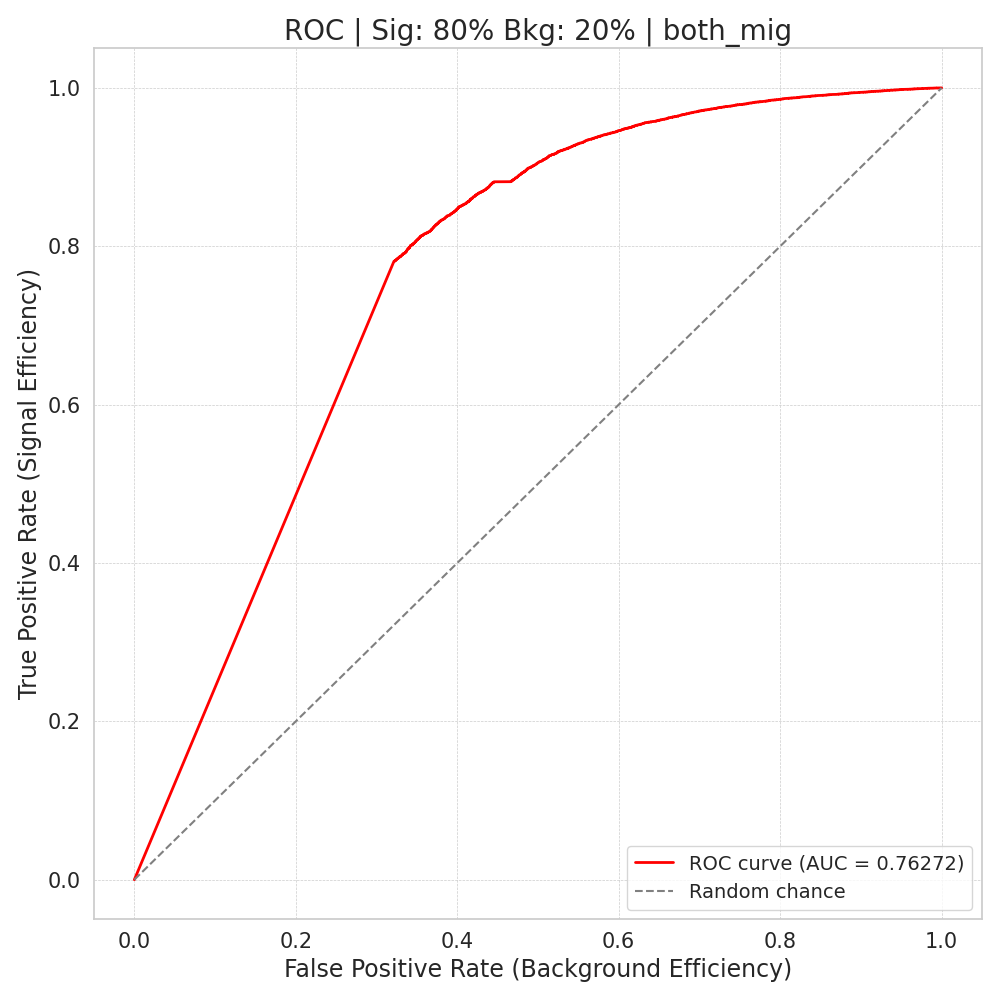 ROC | Sig: 80% Bkg: 20% | both_mig
True Positive Rate (Signal Efficiency)
1.0
0.8
0.6
0.4
0.2
0.0
ROC curve (AUC = 0.76272)
Random chance
0.0 0.2 0.4 0.6 0.8 1.0
False Positive Rate (Background Efficiency)